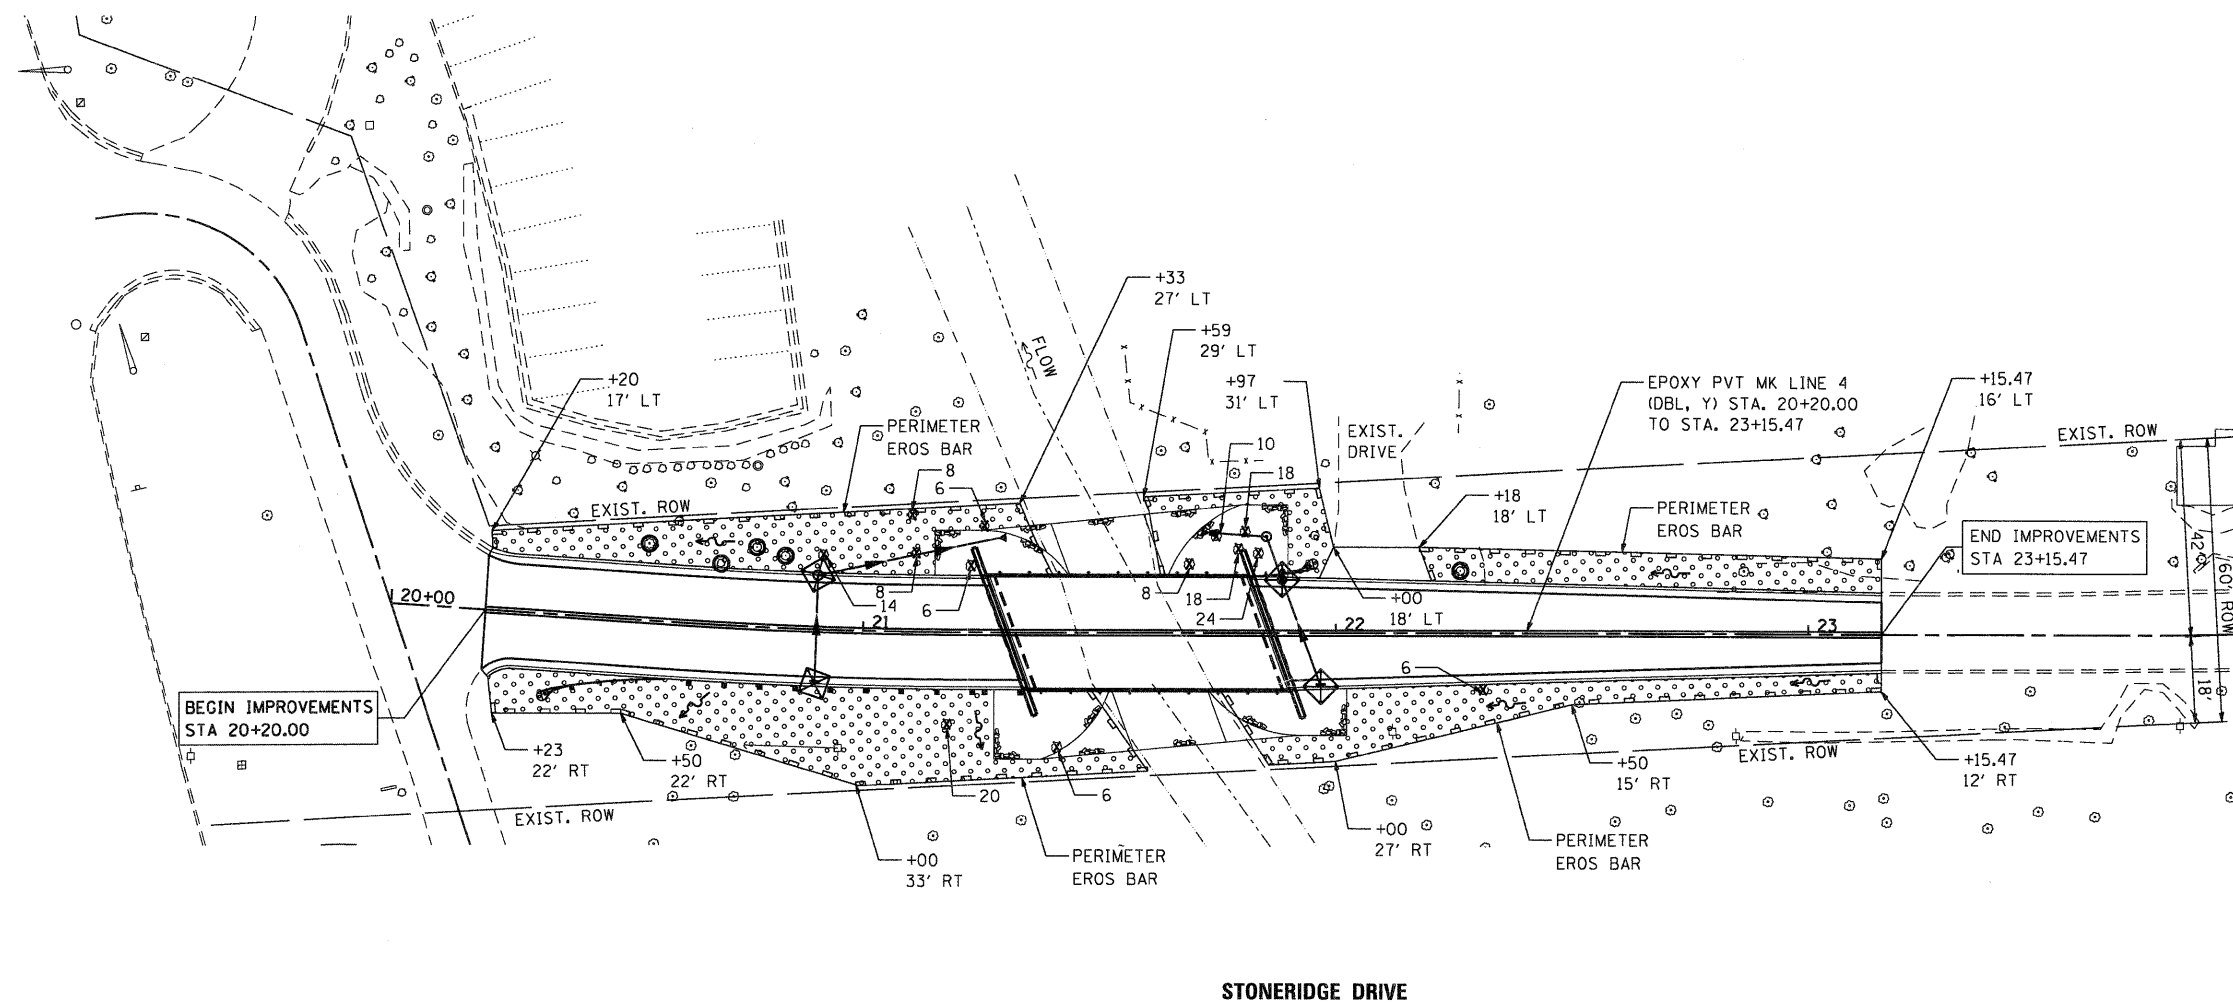 +33
27' LT
FLOW
+59
29' LT
+20
17' LT
+97
31' LT
EPOXY PVT MK LINE 4
(DBL, Y) STA. 20+20.00
TO STA. 23+15.47
+15.47
16' LT
PERIMETER
EROS BAR
EXIST.
DRIVE
EXIST. ROW
10
8
18
6
EXIST. ROW
+18
18' LT
PERIMETER
EROS BAR
END IMPROVEMENTS
STA 23+15.47
42'
60' ROW
18'
20+00
8
14
6
21
8
18
24
+00
18' LT
22
23
6
BEGIN IMPROVEMENTS
STA 20+20.00
+23
22' RT
+50
22' RT
20
6
+50
15' RT
EXIST. ROW
+15.47
12' RT
EXIST. ROW
+00
33' RT
PERIMETER
EROS BAR
+00
27' RT
PERIMETER
EROS BAR
STONERIDGE DRIVE